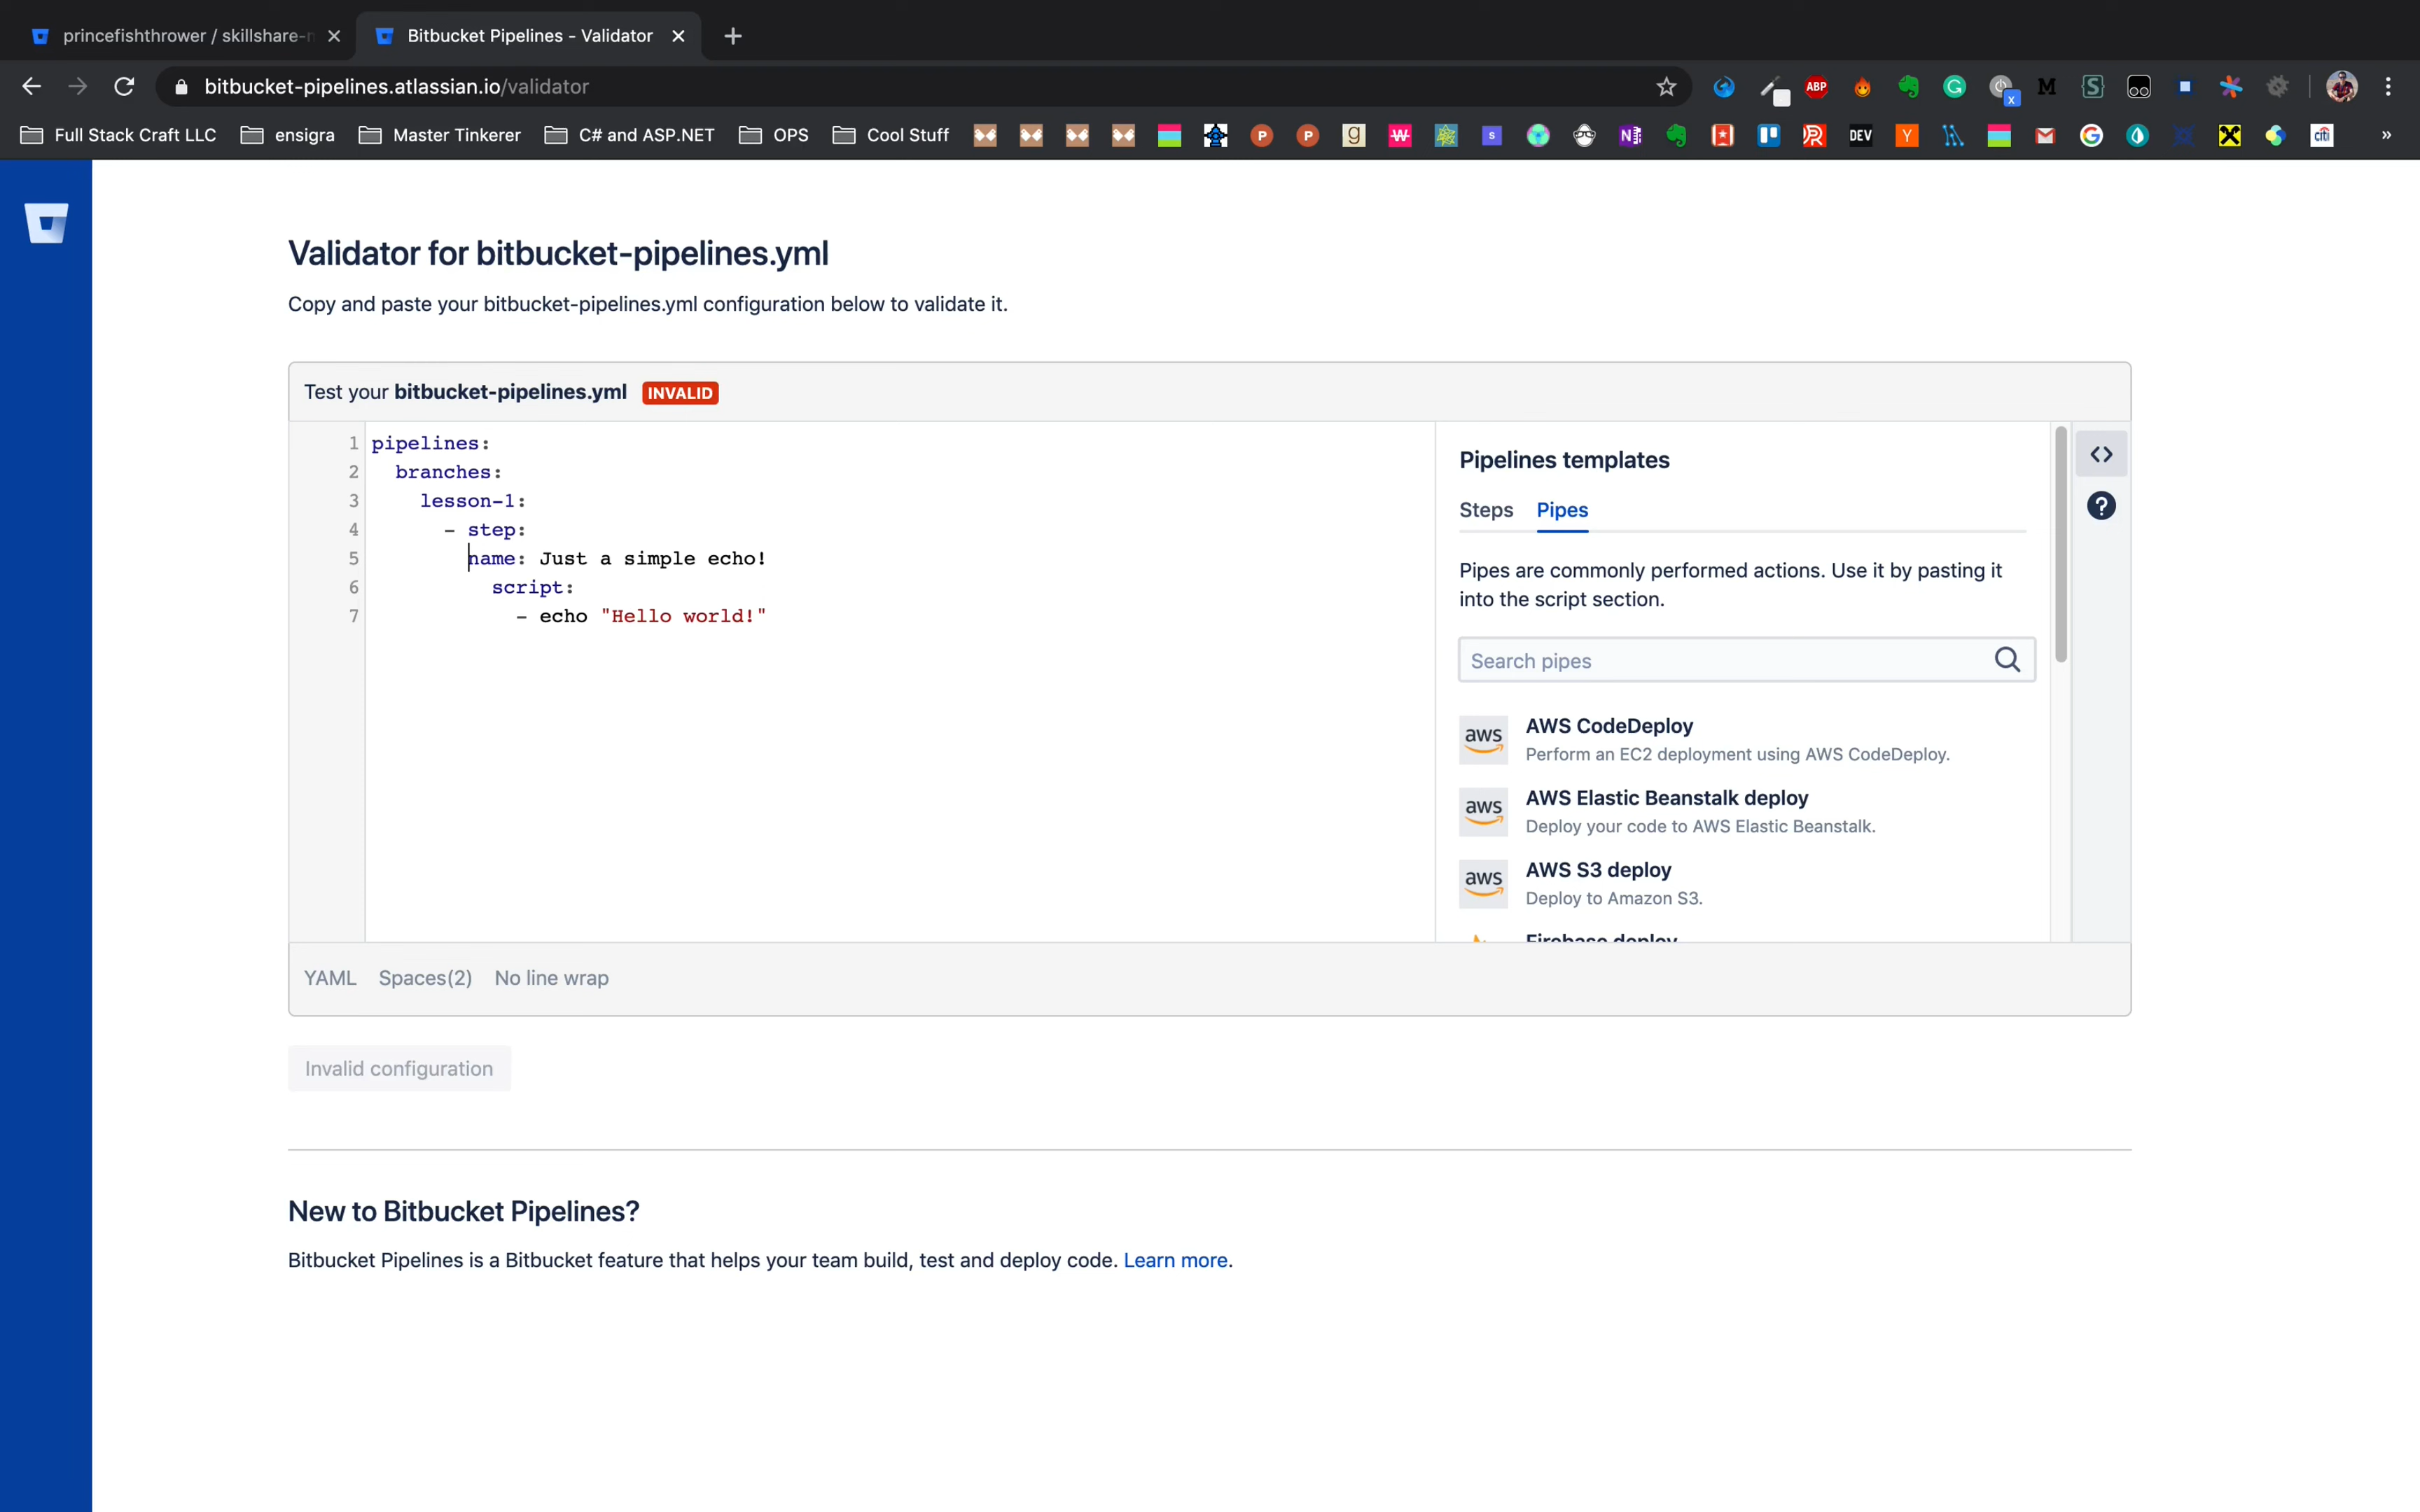 princefishthrower / skillshare-
Bitbucket Pipelines - Validator
bitbucket-pipelines.atlassian.io/validator
ABP
x
M
Full Stack Craft LLC
ensigra
Master Tinkerer
C# and ASP.NET
OPS
Cool Stuff
DEV
citi
»
Validator for bitbucket-pipelines.yml
Copy and paste your bitbucket-pipelines.yml configuration below to validate it.
Test your bitbucket-pipelines.yml INVALID
1 pipelines:
2 branches:
3 lesson-1:
4 - step:
5 name: Just a simple echo!
6 script:
7 - echo "Hello world!"
Pipelines templates
Steps Pipes
Pipes are commonly performed actions. Use it by pasting it
into the script section.
Search pipes
aws
AWS CodeDeploy
Perform an EC2 deployment using AWS CodeDeploy.
aws
AWS Elastic Beanstalk deploy
Deploy your code to AWS Elastic Beanstalk.
aws
AWS S3 deploy
Deploy to Amazon S3.
Firebase deploy
YAML Spaces(2) No line wrap
Invalid configuration
New to Bitbucket Pipelines?
Bitbucket Pipelines is a Bitbucket feature that helps your team build, test and deploy code. Learn more.